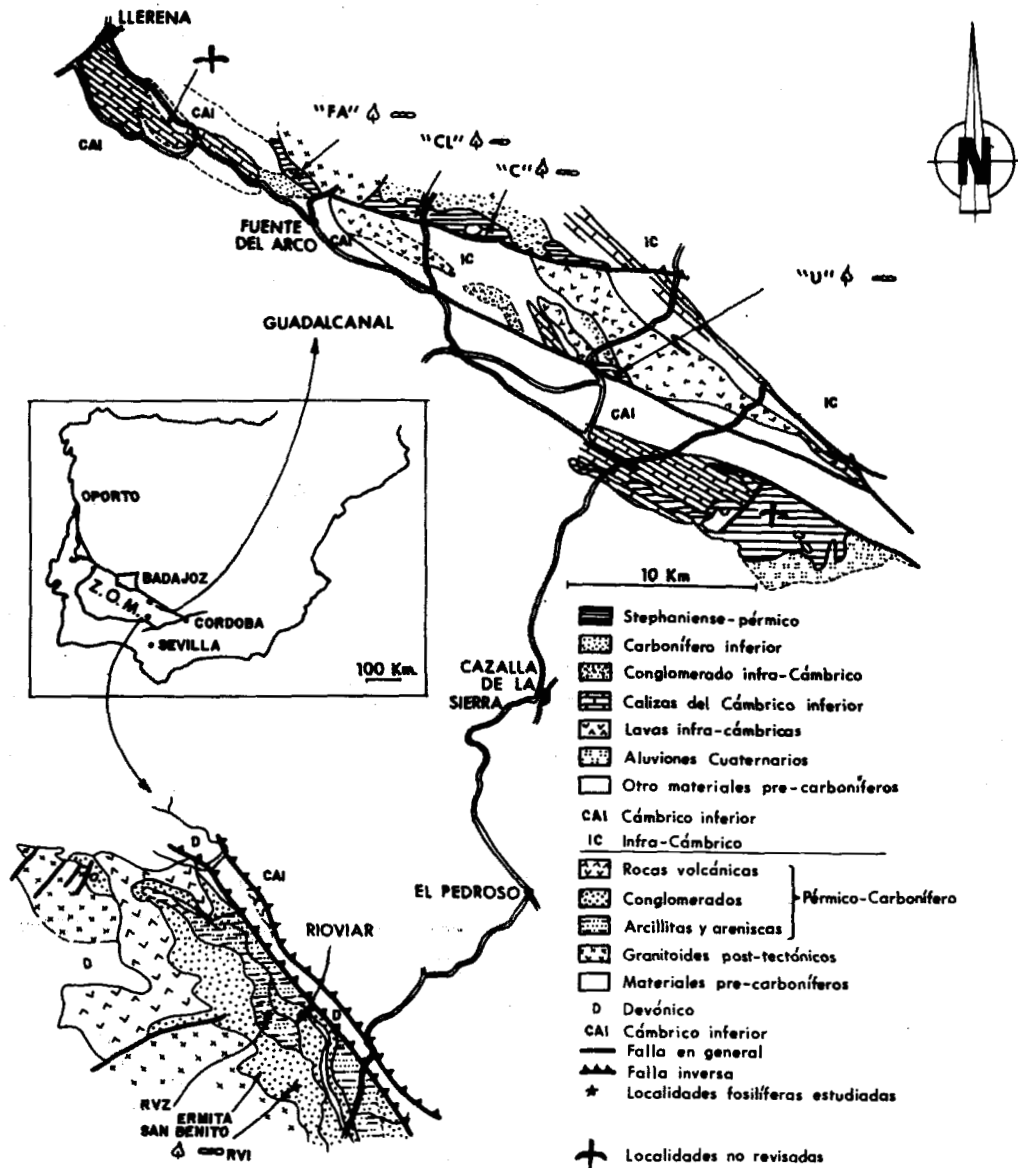 LLERENA
CAI
CAI
"FA"
"CL"
"C"
N
FUENTE
DEL ARCO
CAI
IC
IC
"U"
GUADALCANAL
IC
CAI
OPORTO
BADAJOZ
Z.O.M.
CORDOBA
SEVILLA
100 Km.
10 Km
CAZALLA
DE LA
SIERRA
EL PEDROSO
Stephaniense-pérmico
Carbonífero inferior
Conglomerado infra-Cámbrico
Calizas del Cámbrico inferior
Lavas infra-cámbricas
Aluviones Cuaternarios
Otro materiales pre-carboníferos
CAI Cámbrico inferior
IC Infra-Cámbrico
Rocas volcánicas
Conglomerados
Pérmico-Carbonífero
Arcillitas y areniscas
Granitoides post-tectónicos
Materiales pre-carboníferos
D Devónico
CAI Cámbrico inferior
Falla en general
Falla inversa
Localidades fosilíferas estudiadas
Localidades no revisadas
D
CAI
RIOVIAR
D
D
RVZ
ERMITA
SAN BENITO
RVI